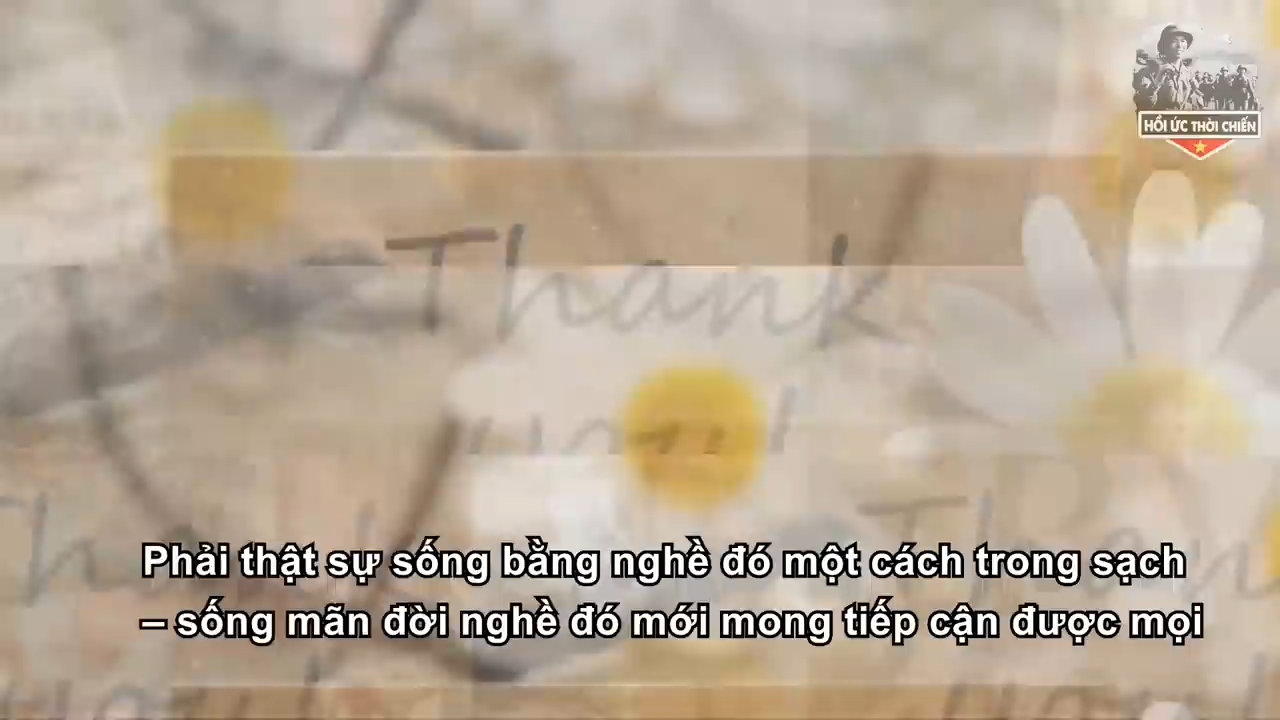 HỒI ỨC THỜI CHIẾN
Thank
Phải thật sự sống bằng nghề đó một cách trong sạch
– sống mãn đời nghề đó mới mong tiếp cận được mọi